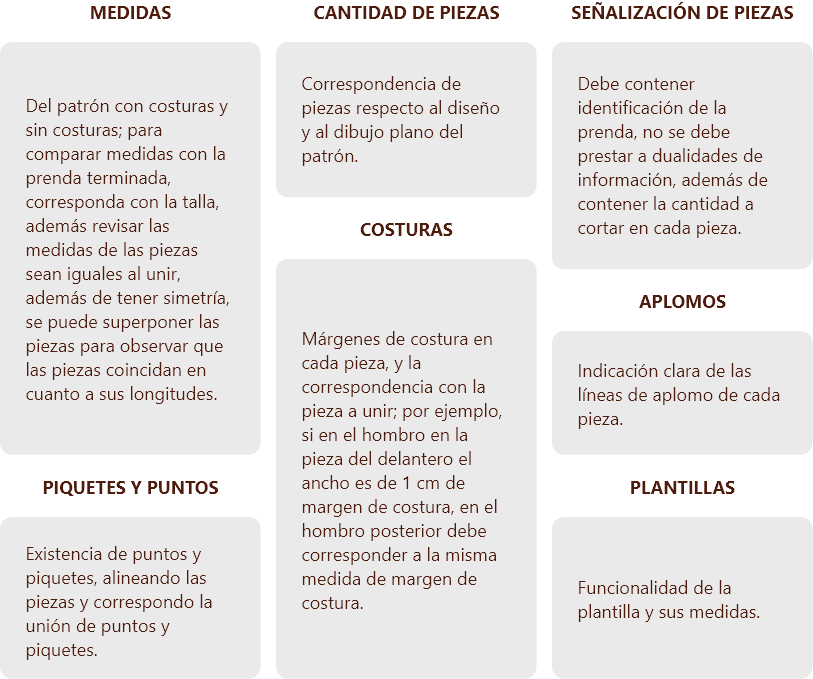 MEDIDAS
Del patrón con costuras y
sin costuras; para
comparar medidas con la
prenda terminada,
corresponda con la talla,
además revisar las
medidas de las piezas
sean iguales al unir,
además de tener simetría,
se puede superponer las
piezas para observar que
las piezas coincidan en
cuanto a sus longitudes.
PIQUETES Y PUNTOS
Existencia de puntos y
piquetes, alineando las
piezas y correspondo la
unión de puntos y
piquetes.
CANTIDAD DE PIEZAS
Correspondencia de
piezas respecto al diseño
y al dibujo plano del
patrón.
COSTURAS
Márgenes de costura en
cada pieza, y la
correspondencia con la
pieza a unir; por ejemplo,
si en el hombro en la
pieza del delantero el
ancho es de 1 cm de
margen de costura, en el
hombro posterior debe
corresponder a la misma
medida de margen de
costura.
SEÑALIZACIÓN DE PIEZAS
Debe contener
identificación de la
prenda, no se debe
prestar a dualidades de
información, además de
contener la cantidad a
cortar en cada pieza.
APLOMOS
Indicación clara de las
líneas de aplomo de cada
pieza.
PLANTILLAS
Funcionalidad de la
plantilla y sus medidas.